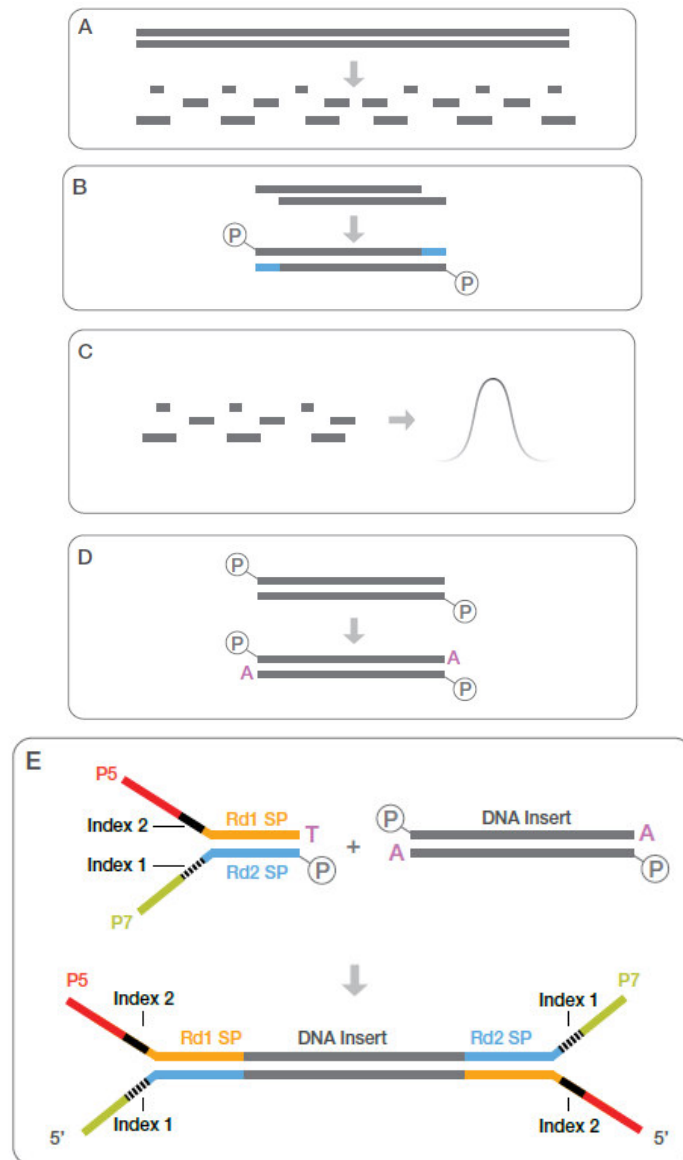 A
B
P
P
C
D
P
P
P
A
A
P
E
P5
Rd1 SP
T
Index 2
Index 1
Rd2 SP
P
P7
+
P
DNA Insert
A
A
P
P5
Index 2
Rd1 SP
DNA Insert
Rd2 SP
Index 1
P7
5'
Index 1
Index 2
5'